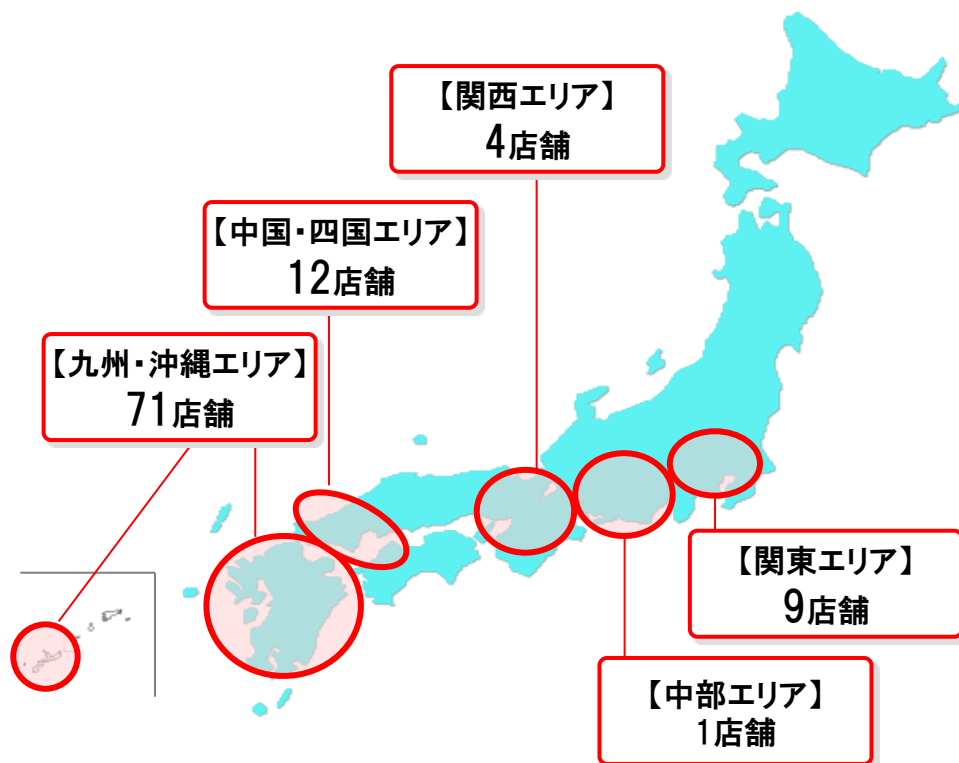 【関西エリア】
4店舗
【中国・四国エリア】
12店舗
【九州・沖縄エリア】
71店舗
【関東エリア】
9店舗
【中部エリア】
1店舗